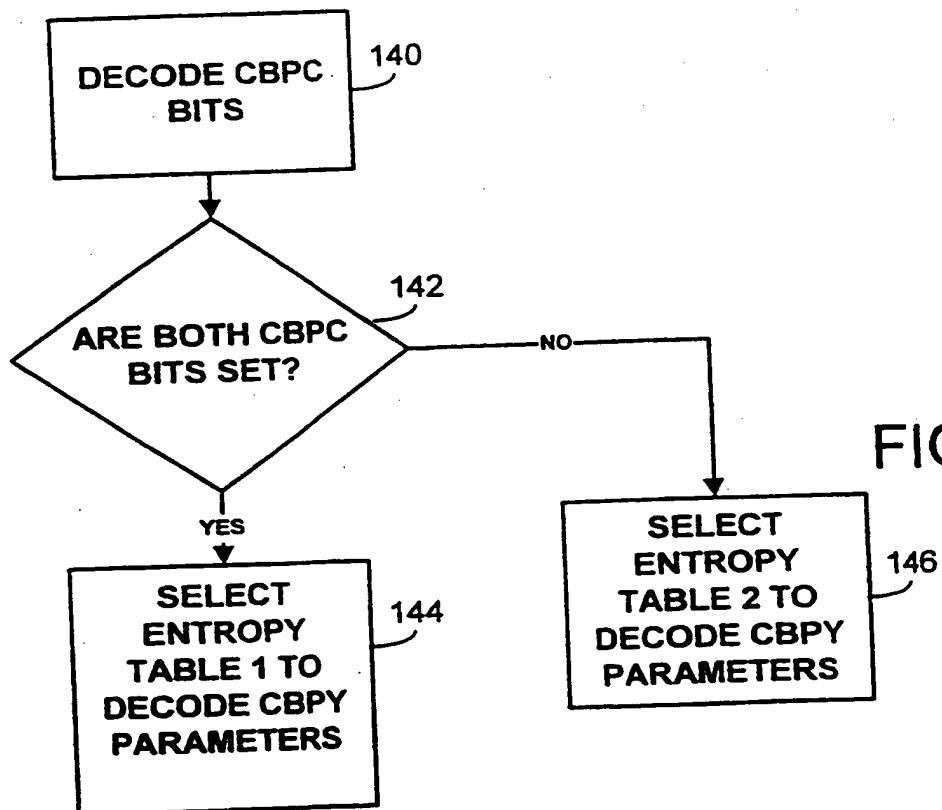 DECODE CBPC
BITS
140
142
ARE BOTH CBPC
BITS SET?
NO
YES
FIG
SELECT
ENTROPY
TABLE 1 TO
DECODE CBPY
PARAMETERS
144
SELECT
ENTROPY
TABLE 2 TO
DECODE CBPY
PARAMETERS
146